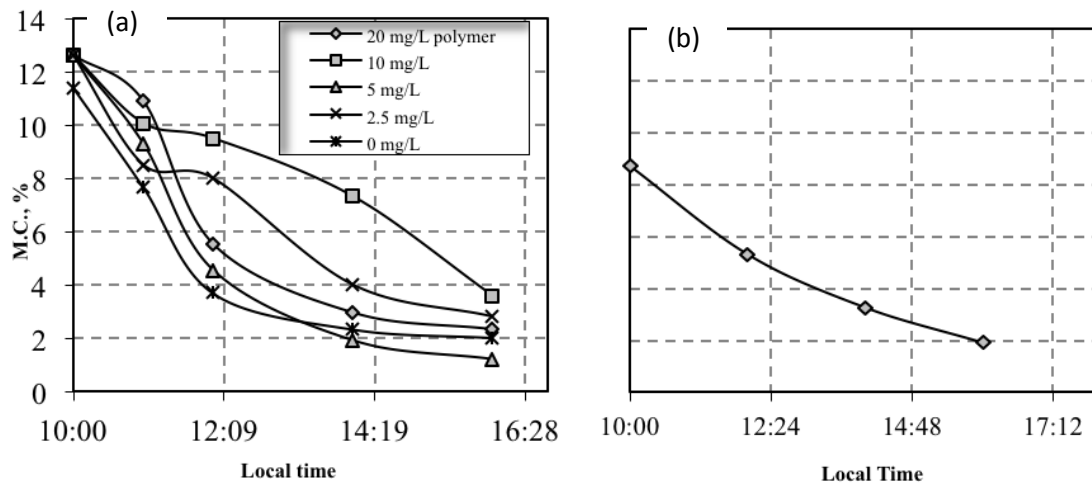 (a)
20 mg/L polymer
10 mg/L
5 mg/L
2.5 mg/L
0 mg/L
M.C., %
14
12
10
8
6
4
2
0
10:00 12:09 14:19 16:28
Local time
(b)
10:00 12:24 14:48 17:12
Local Time